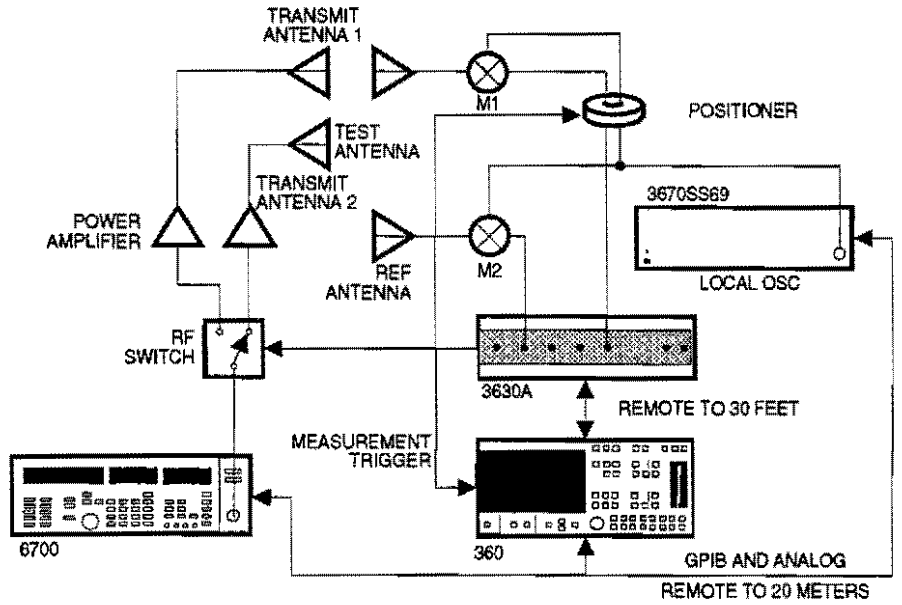 TRANSMIT
ANTENNA 1
M1
POSITIONER
TEST
ANTENNA
TRANSMIT
ANTENNA 2
3670SS69
POWER
AMPLIFIER
REF
ANTENNA
M2
LOCAL OSC
RF
SWITCH
3630A
REMOTE TO 30 FEET
MEASUREMENT
TRIGGER
6700
360
GPIB AND ANALOG
REMOTE TO 20 METERS